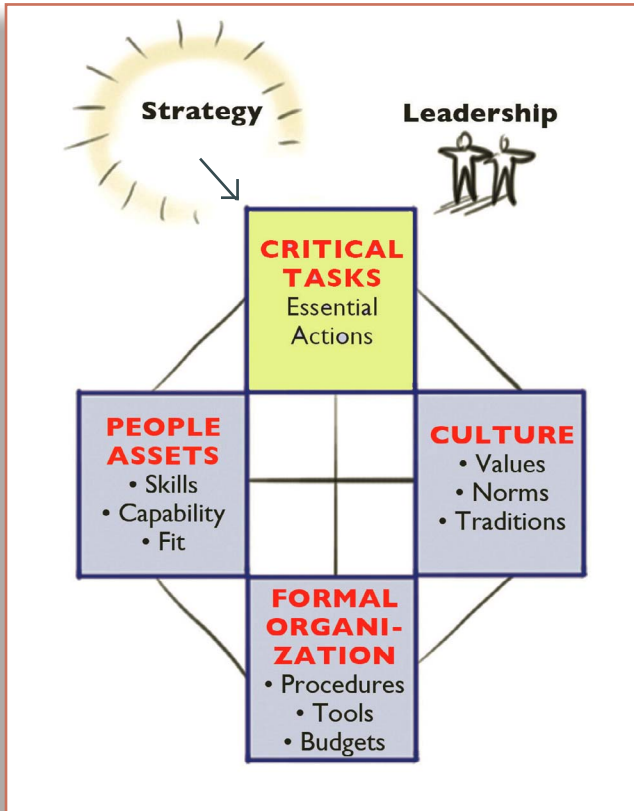 Strategy
Leadership
CRITICAL
TASKS
Essential
Actions
PEOPLE
ASSETS
• Skills
• Capability
• Fit
CULTURE
• Values
• Norms
• Traditions
FORMAL
ORGANI-
ZATION
• Procedures
• Tools
• Budgets